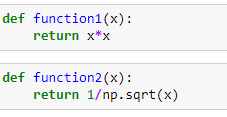 def function1(x):
    return x*x
def function2(x):
    return 1/np.sqrt(x)